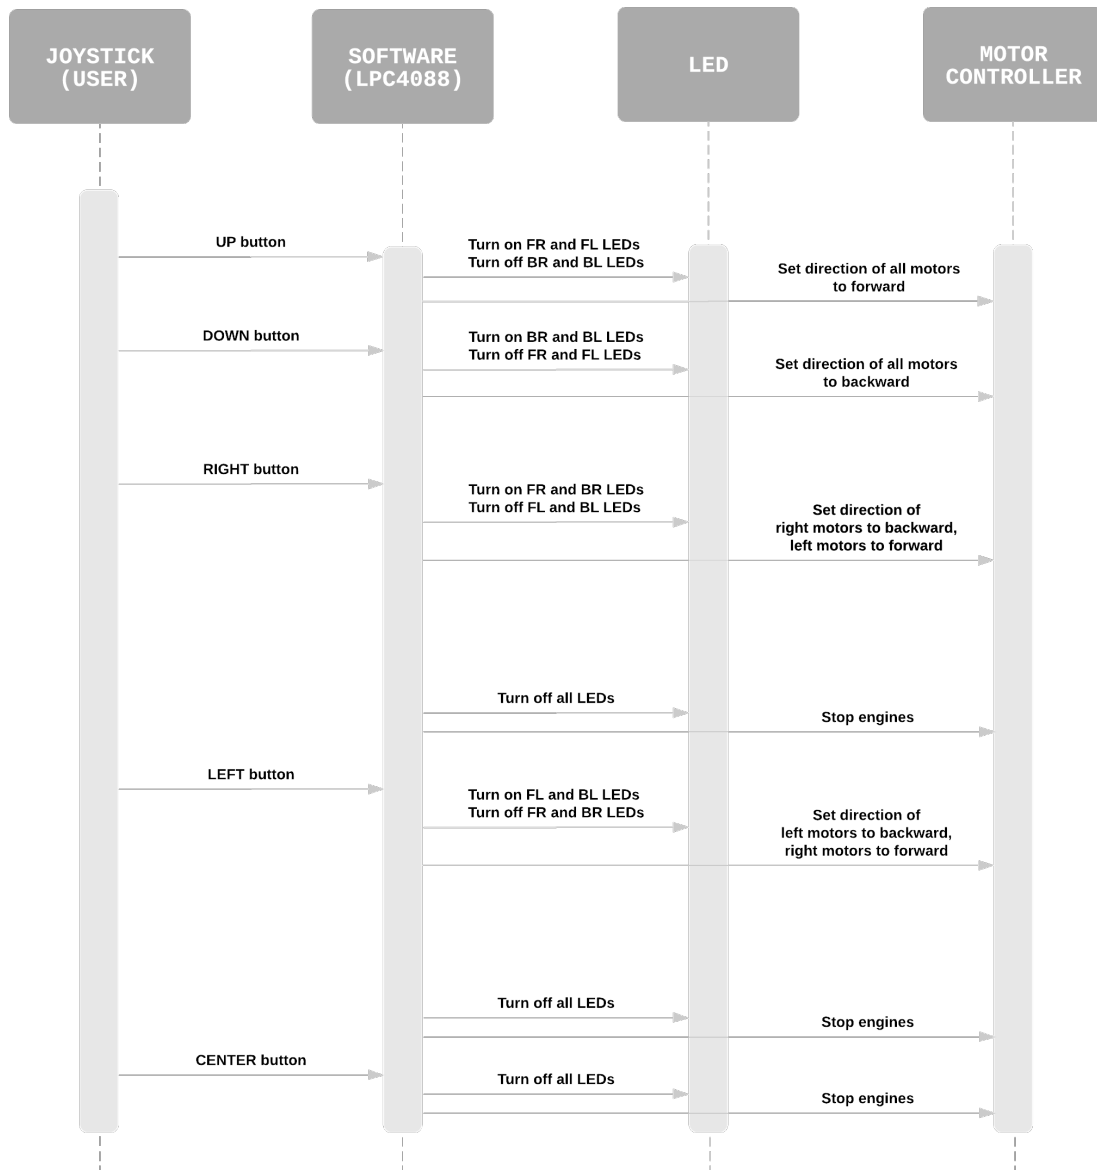 JOYSTICK
(USER)
SOFTWARE
(LPC4088)
LED
MOTOR
CONTROLLER
UP button
Turn on FR and FL LEDs
Turn off BR and BL LEDs
Set direction of all motors
to forward
DOWN button
Turn on BR and BL LEDs
Turn off FR and FL LEDs
Set direction of all motors
to backward
RIGHT button
Turn on FR and BR LEDs
Turn off FL and BL LEDs
Set direction of
right motors to backward,
left motors to forward
Turn off all LEDs
Stop engines
LEFT button
Turn on FL and BL LEDs
Turn off FR and BR LEDs
Set direction of
left motors to backward,
right motors to forward
Turn off all LEDs
Stop engines
CENTER button
Turn off all LEDs
Stop engines